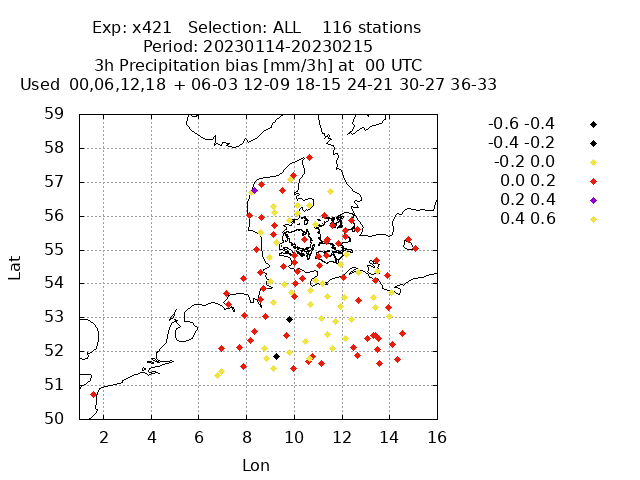 Exp: x421   Selection: ALL    116 stations
Period: 20230114-20230215
3h Precipitation bias [mm/3h] at  00 UTC
Used  00,06,12,18  + 06-03 12-09 18-15 24-21 30-27 36-33
-0.6 -0.4
-0.4 -0.2
-0.2 0.0
0.0 0.2
0.2 0.4
0.4 0.6
59
58
57
56
55
54
53
52
51
50
Lat
2 4 6 8 10 12 14 16
Lon